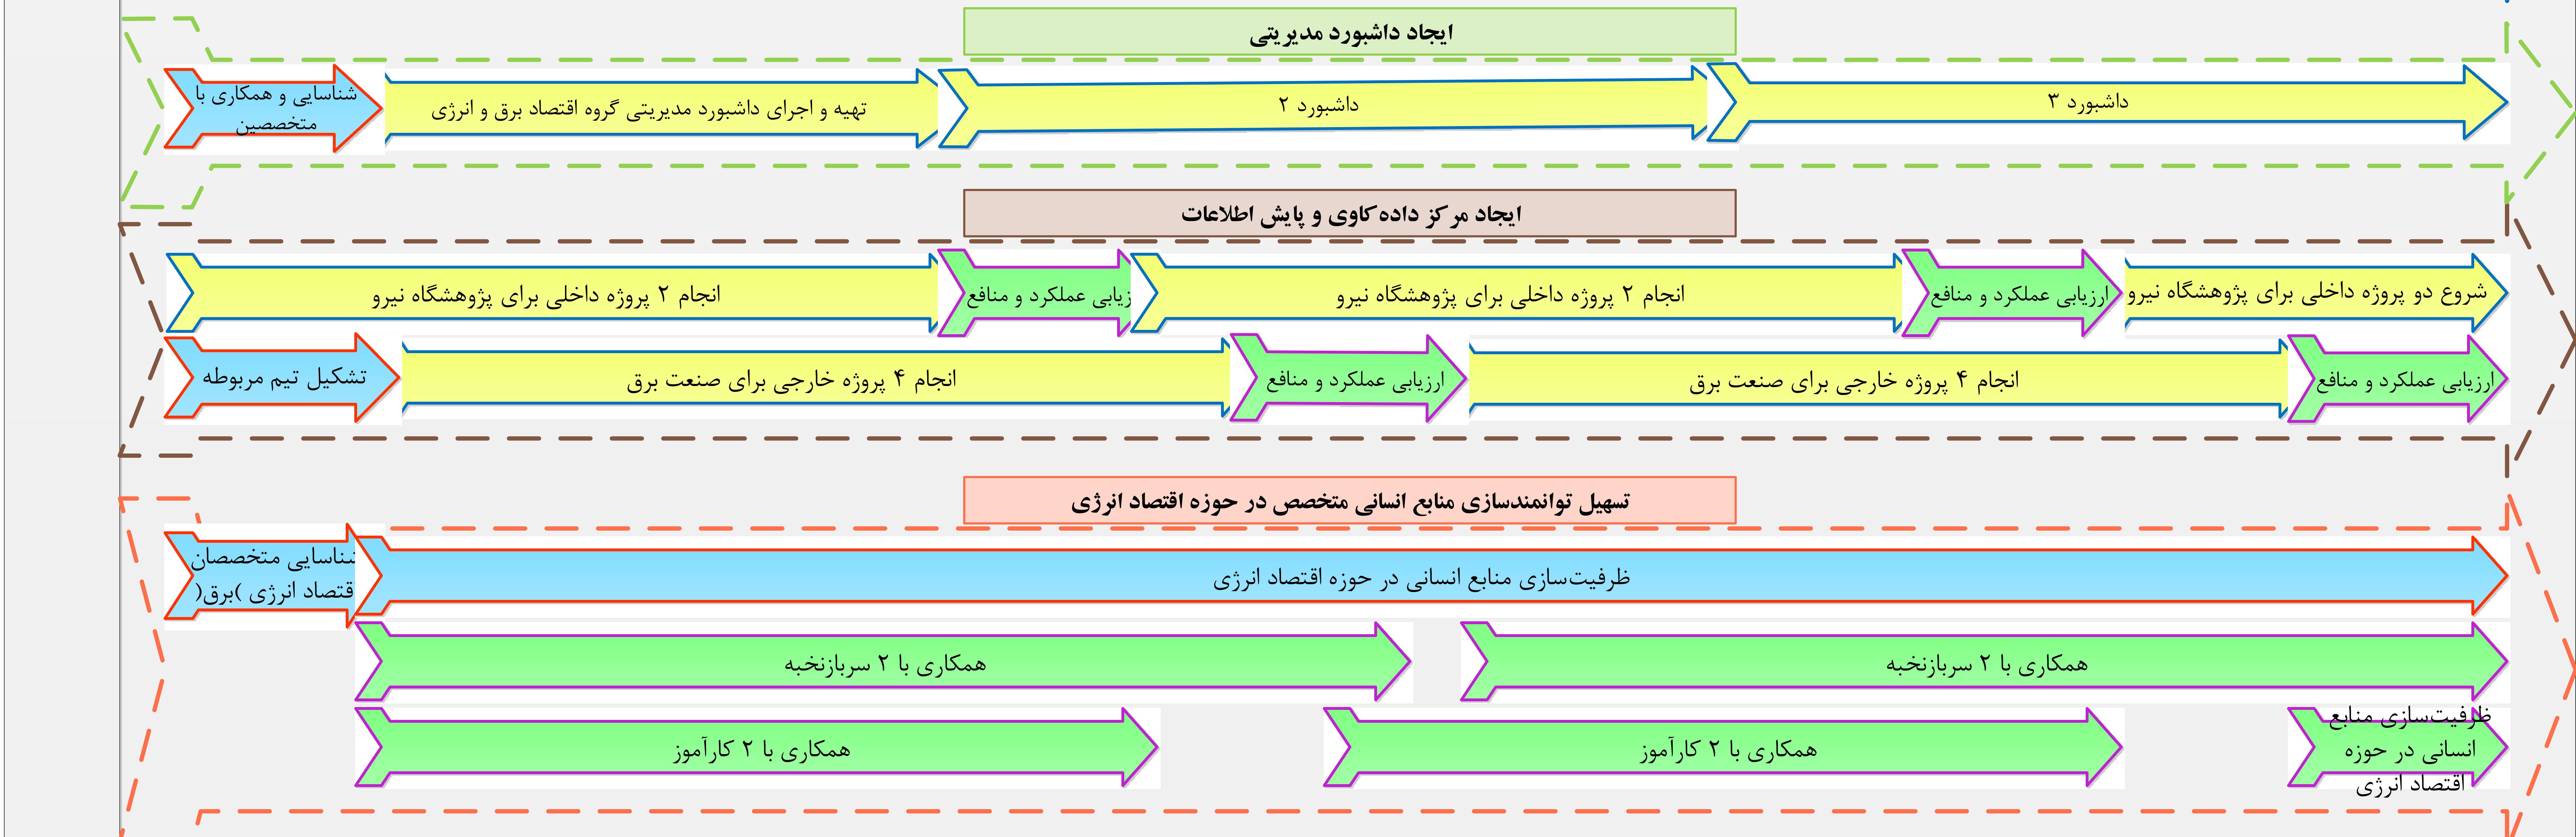 ایجاد داشبورد مدیریتی
شناسایی و همکاری با
متخصصین
تهیه و اجرای داشبورد مدیریتی گروه اقتصاد برق و انرژی
داشبورد ۲
داشبورد ۳
ایجاد مرکز داده‌کاوی و پایش اطلاعات
انجام ۲ پروژه داخلی برای پژوهشگاه نیرو
زیابی عملکرد و منافع
انجام ۲ پروژه داخلی برای پژوهشگاه نیرو
ارزیابی عملکرد و منافع
شروع دو پروژه داخلی برای پژوهشگاه نیرو
تشکیل تیم مربوطه
انجام ۴ پروژه خارجی برای صنعت برق
ارزیابی عملکرد و منافع
انجام ۴ پروژه خارجی برای صنعت برق
ارزیابی عملکرد و منافع
تسهیل توانمندسازی منابع انسانی متخصص در حوزه اقتصاد انرژی
شناسایی متخصصان
قتصاد انرژی )برق(
ظرفیت‌سازی منابع انسانی در حوزه اقتصاد انرژی
همکاری با ۲ سربازنخبه
همکاری با ۲ سربازنخبه
همکاری با ۲ کارآموز
همکاری با ۲ کارآموز
ظرفیت‌سازی منابع
انسانی در حوزه
اقتصاد انرژی